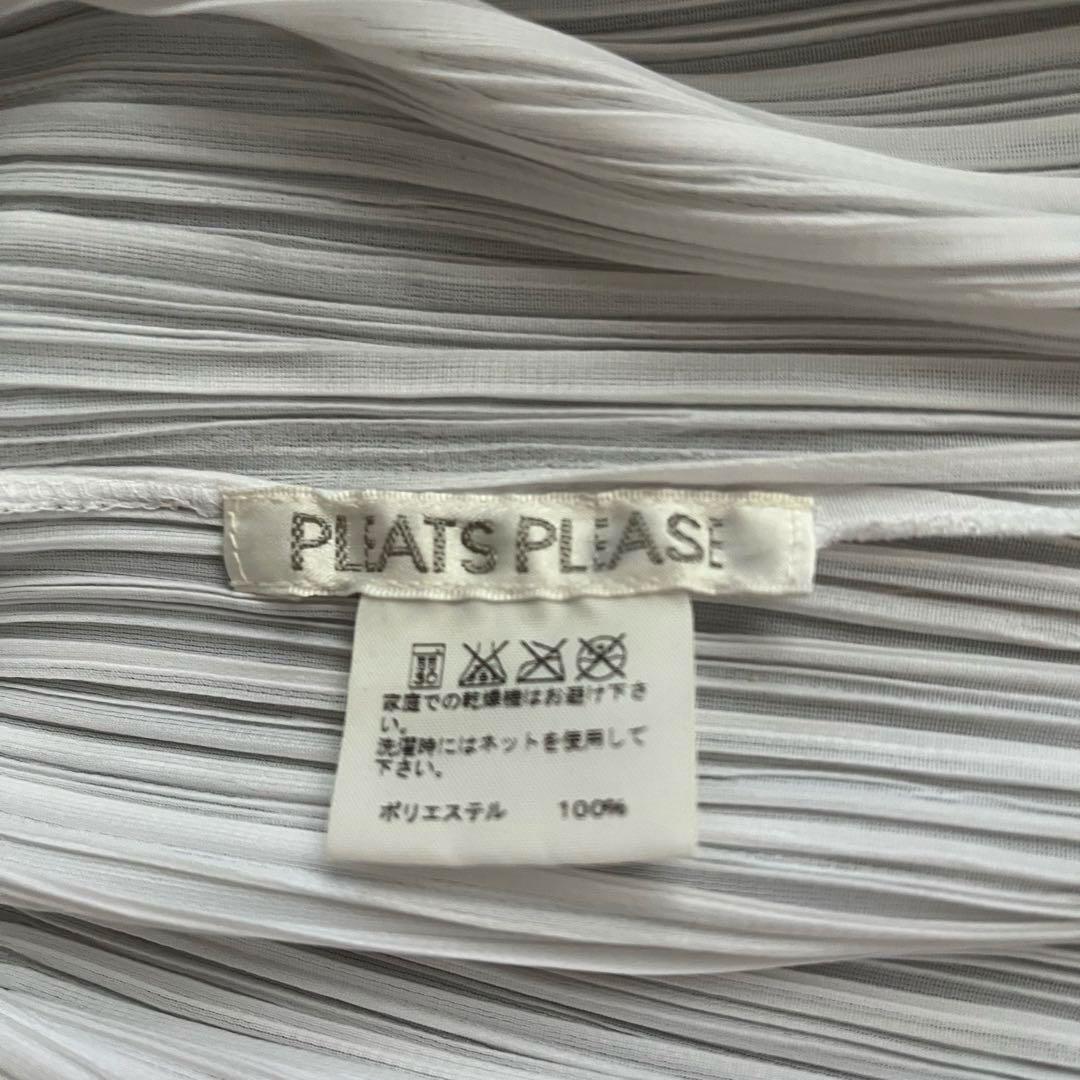 PLEATS PLEASE
家庭での乾燥機はお避け下さ
い。
洗濯時にはネットを使用して
下さい。
ポリエステル 100%